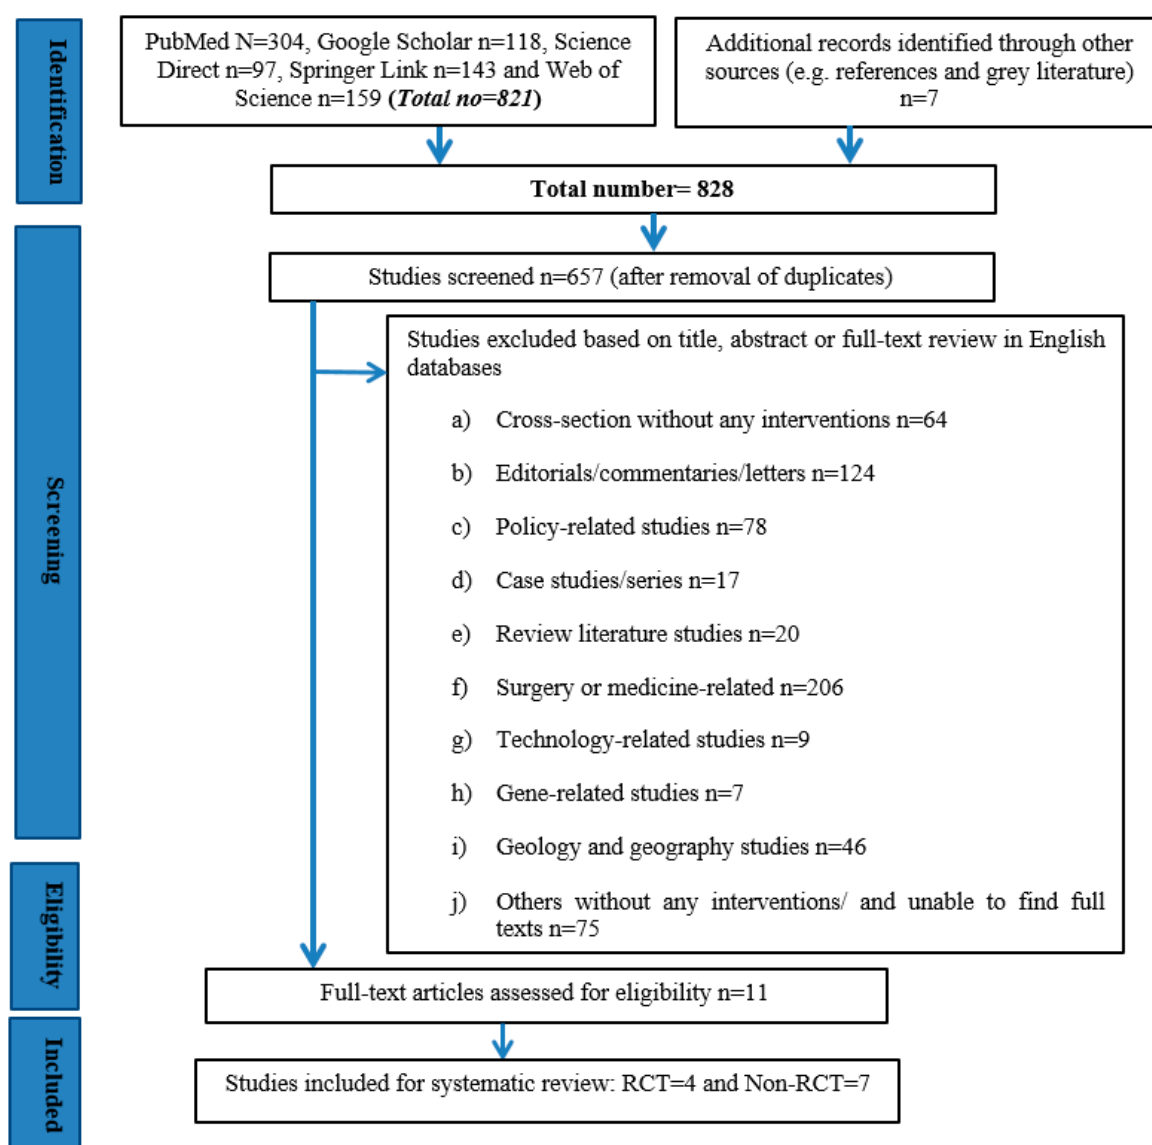 Identification
PubMed N=304, Google Scholar n=118, Science
Direct n=97, Springer Link n=143 and Web of
Science n=159 (Total no=821)
Additional records identified through other
sources (e.g. references and grey literature)
n=7
Total number= 828
Screening
Studies screened n=657 (after removal of duplicates)
Studies excluded based on title, abstract or full-text review in English
databases
a) Cross-section without any interventions n=64
b) Editorials/commentaries/letters n=124
c) Policy-related studies n=78
d) Case studies/series n=17
e) Review literature studies n=20
f) Surgery or medicine-related n=206
g) Technology-related studies n=9
h) Gene-related studies n=7
i) Geology and geography studies n=46
j) Others without any interventions/ and unable to find full
texts n=75
Eligibility
Full-text articles assessed for eligibility n=11
Included
Studies included for systematic review: RCT=4 and Non-RCT=7